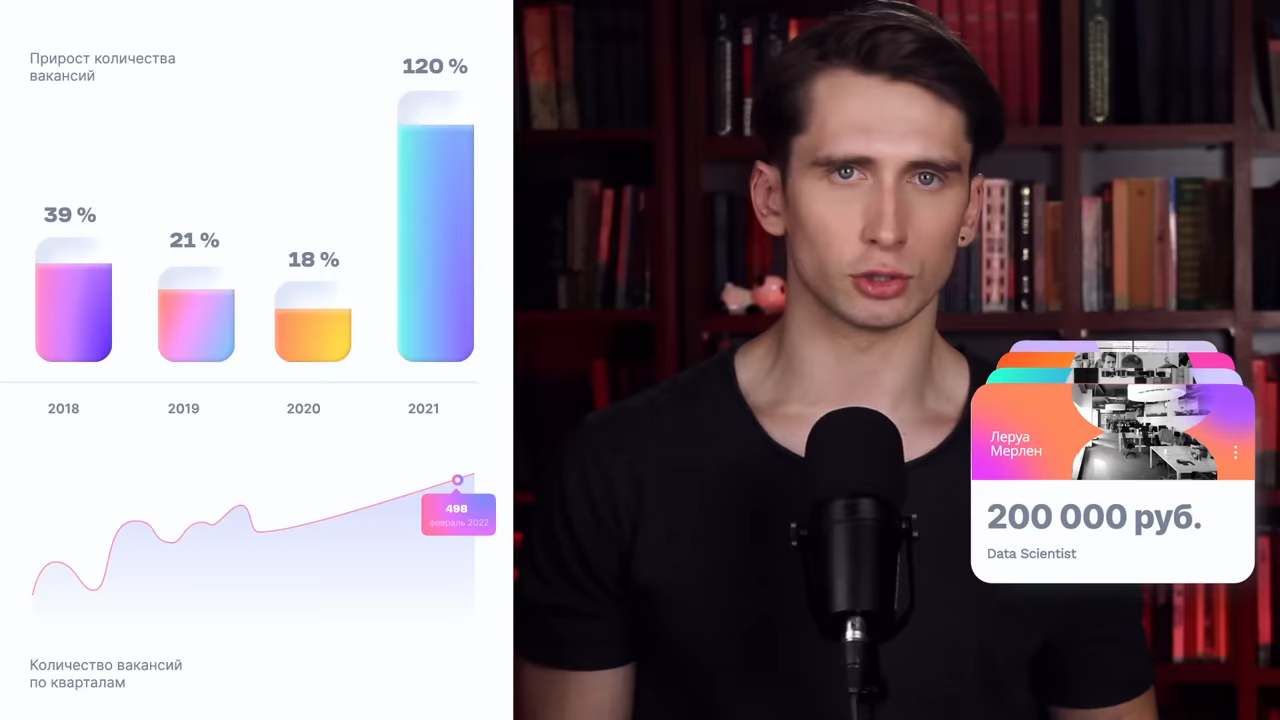 Прирост количества
вакансий
120 %
39 %
21 %
18 %
2018
2019
2020
2021
498
февраль 2022
Количество вакансий
по кварталам
Леруа
Мерлен
200 000 руб.
Data Scientist